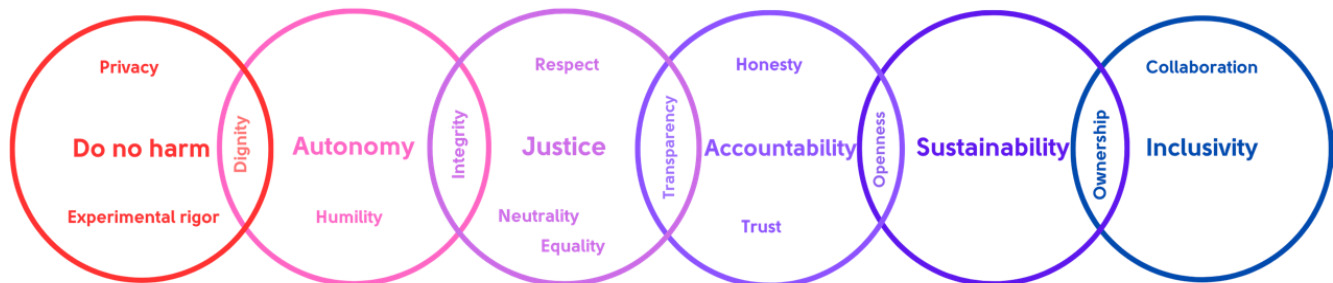 Privacy
Do no harm
Experimental rigor
Dignity
Autonomy
Humility
Integrity
Respect
Justice
Neutrality
Equality
Transparency
Honesty
Accountability
Trust
Openness
Sustainability
Ownership
Collaboration
Inclusivity